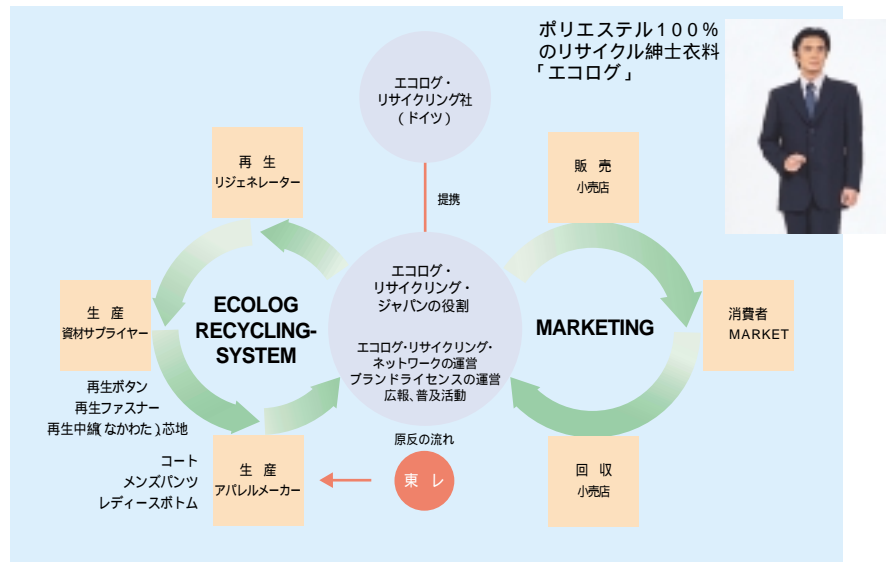 ポリエステル100%
のリサイクル紳士衣料
「エコログ」
エコログ・
リサイクリング社
(ドイツ)
提携
再 生
リジェネレーター
販 売
小売店
生 産
資材サプライヤー
ECOLOG
RECYCLING-
SYSTEM
エコログ・
リサイクリング・
ジャパンの役割
エコログ・リサイクリング・
ネットワークの運営
ブランドライセンスの運営
広報、普及活動
MARKETING
消費者
MARKET
再生ボタン
再生ファスナー
再生中綿(なかわた)芯地
コート
メンズパンツ
レディースボトム
生 産
アパレルメーカー
原反の流れ
東 レ
回 収
小売店